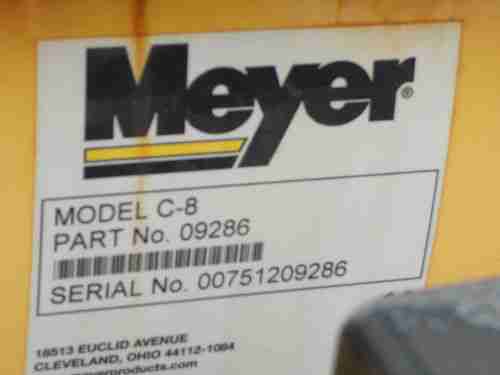 Meyer®
MODEL C-8
PART No. 09286
SERIAL No. 00751209286
18513 EUCLID AVENUE
CLEVELAND, OHIO 44112-1084